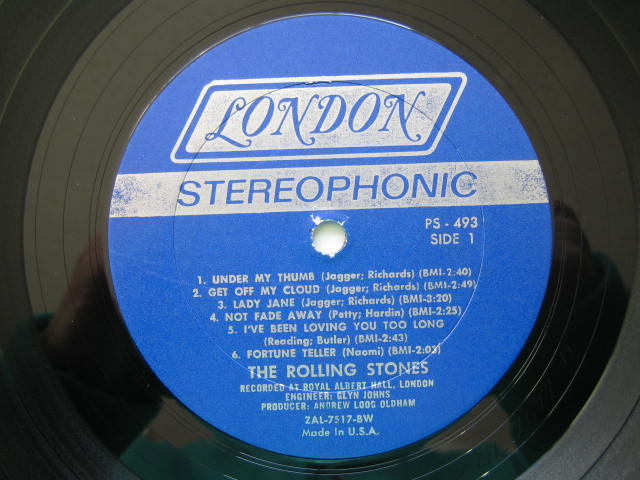 LONDON
STEREOPHONIC
PS - 493
SIDE 1
1. UNDER MY THUMB (Jagger; Richards) (BMI-2:40)
2. GET OFF MY CLOUD (Jagger; Richards) (BMI-2:49)
3. LADY JANE (Jagger; Richards) (BMI-3:20)
4. NOT FADE AWAY (Petty; Hardin) (BMI-2:25)
5. I'VE BEEN LOVING YOU TOO LONG
(Reading; Butler) (BMI-2:43)
6. FORTUNE TELLER (Naomi) (BMI-2:03)
THE ROLLING STONES
RECORDED AT ROYAL ALBERT HALL, LONDON
ENGINEER: GLYN JOHNS
PRODUCER: ANDREW LOOG OLDHAM
ZAL-7517-BW
Made in U.S.A.